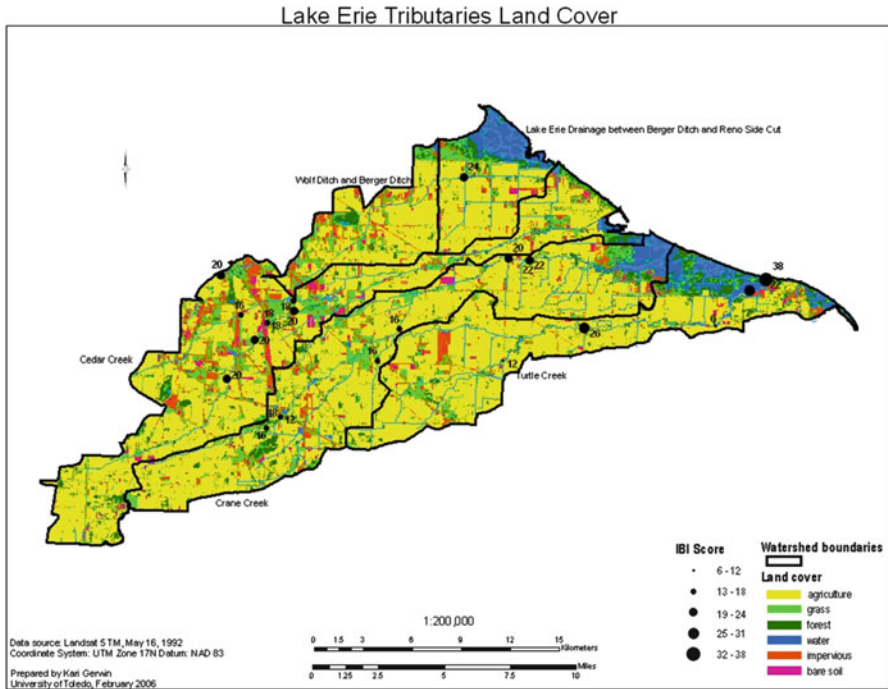 Lake Erie Tributaries Land Cover
Lake Erie Drainage between Berger Ditch and Reno Side Cut
24
Wolf Ditch and Berger Ditch
20
20
22
22
38
16
18
18
18
20
16
26
Cedar Creek
20
16
12
Turtle Creek
20
18
12
16
Crane Creek
IBI Score
6 - 12
13 - 18
19 - 24
25 - 31
32 - 38
Watershed boundaries
Land cover
agriculture
grass
forest
water
impervious
bare soil
1:200,000
0 1.5 3 6 9 12 15
Kilometers
Miles
0 1.25 2.5 5 7.5 10
Data source: Landsat 5 TM, May 16, 1992
Coordinate System: UTM Zone 17N Datum: NAD 83
Prepared by Kari Gerwin
University of Toledo, February 2006